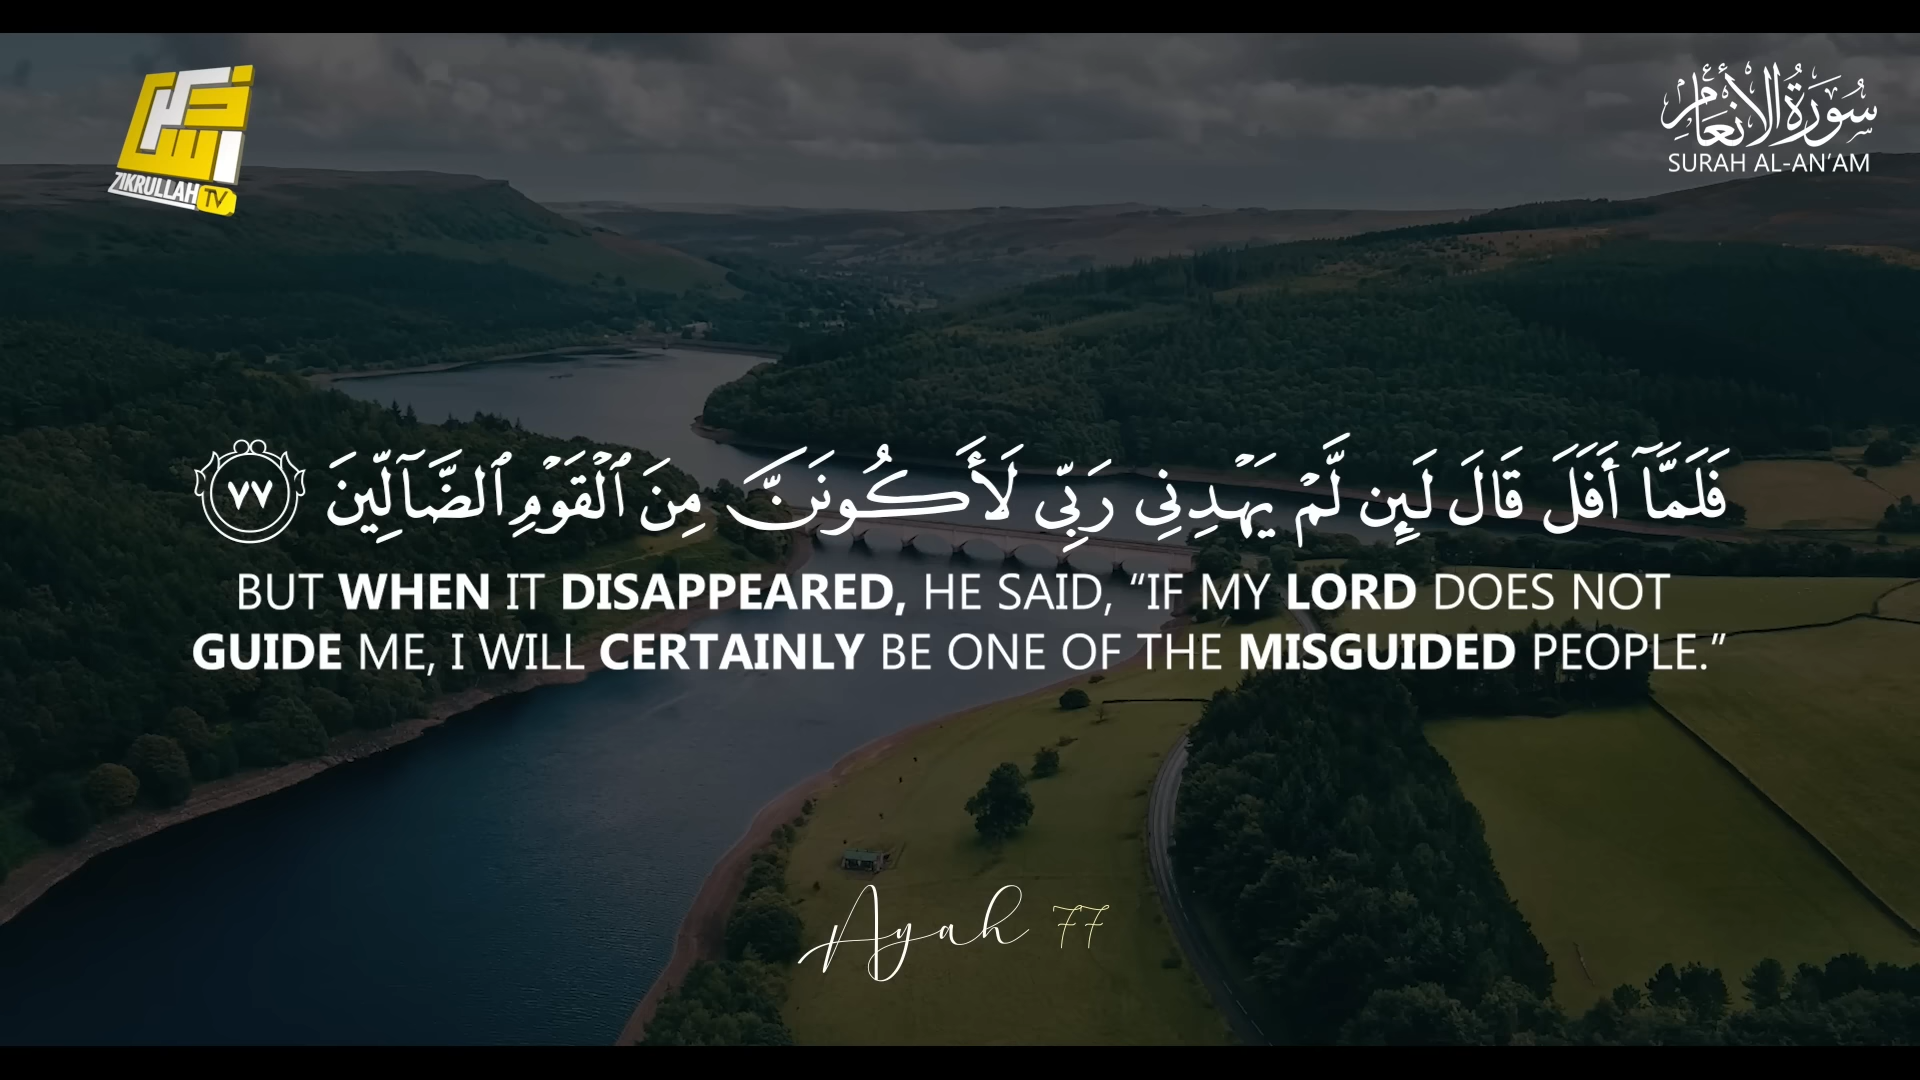 ذكر الله
ZIKRULLAH TV
سُورَةُ الأَنْعَامِ
SURAH AL-AN’AM
فَلَمَّآ أَفَلَ قَالَ لَئِن لَّمْ يَهْدِنِى رَبِّى لَأَكُونَنَّ مِنَ ٱلْقَوْمِ ٱلضَّآلِّينَ ٧٧
BUT WHEN IT DISAPPEARED, HE SAID, “IF MY LORD DOES NOT
GUIDE ME, I WILL CERTAINLY BE ONE OF THE MISGUIDED PEOPLE.”
Ayah 77